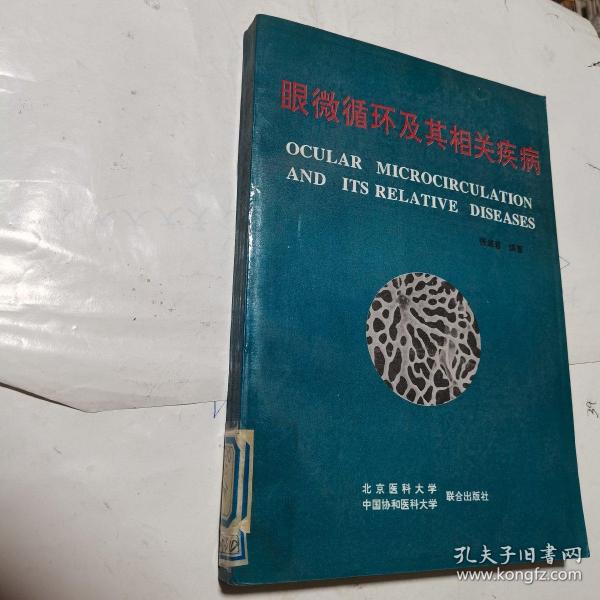 眼微循环及其相关疾病
OCULAR MICROCIRCULATION
AND ITS RELATIVE DISEASES
编著
北京医科大学
中国协和医科大学
联合出版社
孔夫子旧书网
www.kongfz.com